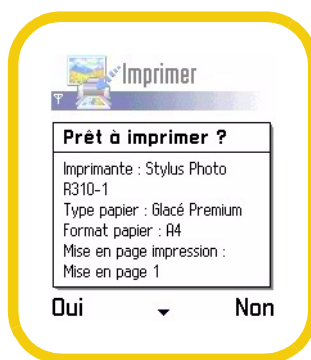 Imprimer
Prêt à imprimer ?
Imprimante : Stylus Photo
R310-1
Type papier : Glacé Premium
Format papier : A4
Mise en page impression :
Mise en page 1
Oui Non